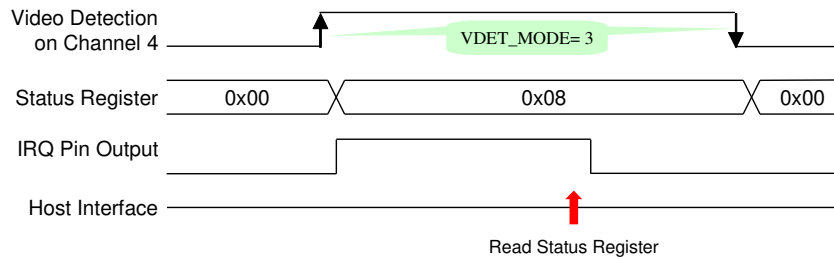 Video Detection
on Channel 4
VDET_MODE= 3
Status Register
0x00
0x08
0x00
IRQ Pin Output
Host Interface
Read Status Register